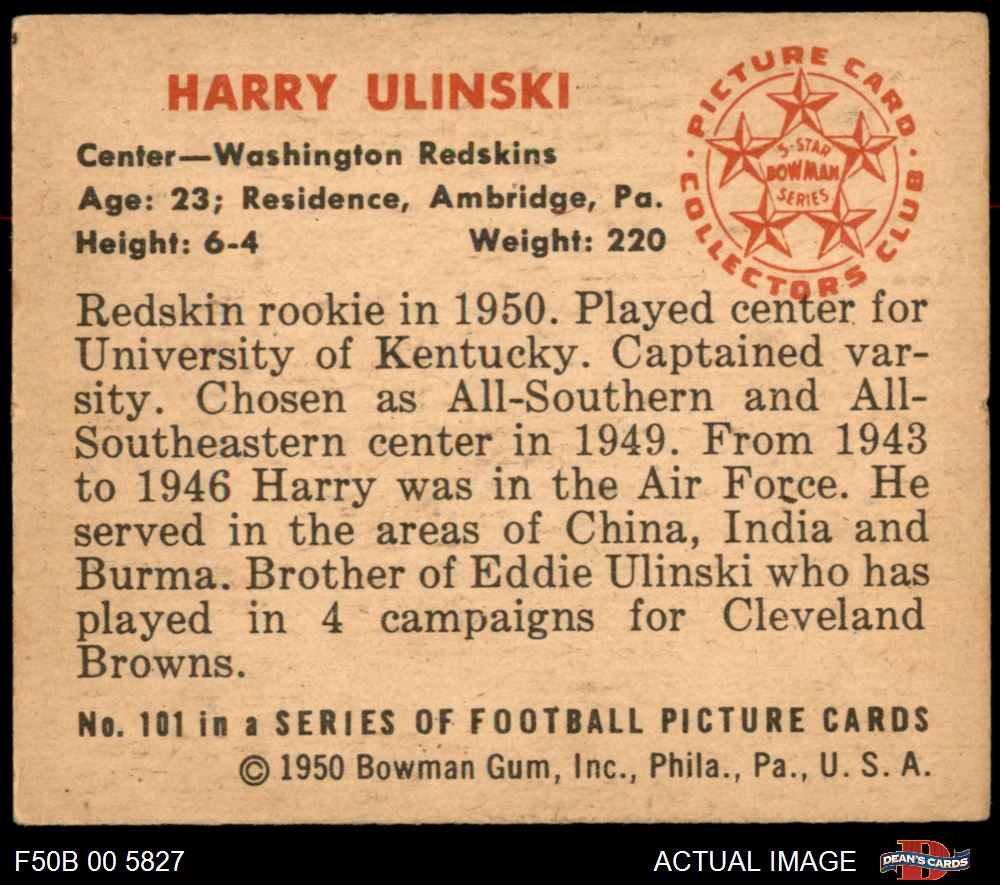 HARRY ULINSKI
Center—Washington Redskins
Age: 23; Residence, Ambridge, Pa.
Height: 6-4 Weight: 220
PICTURE CARD
COLLECTORS CLUB
5-STAR
BOWMAN
SERIES
Redskin rookie in 1950. Played center for
University of Kentucky. Captained var-
sity. Chosen as All-Southern and All-
Southeastern center in 1949. From 1943
to 1946 Harry was in the Air Force. He
served in the areas of China, India and
Burma. Brother of Eddie Ulinski who has
played in 4 campaigns for Cleveland
Browns.
No. 101 in a SERIES OF FOOTBALL PICTURE CARDS
© 1950 Bowman Gum, Inc., Phila., Pa., U. S. A.
F50B 00 5827
ACTUAL IMAGE
DEAN'S CARDS